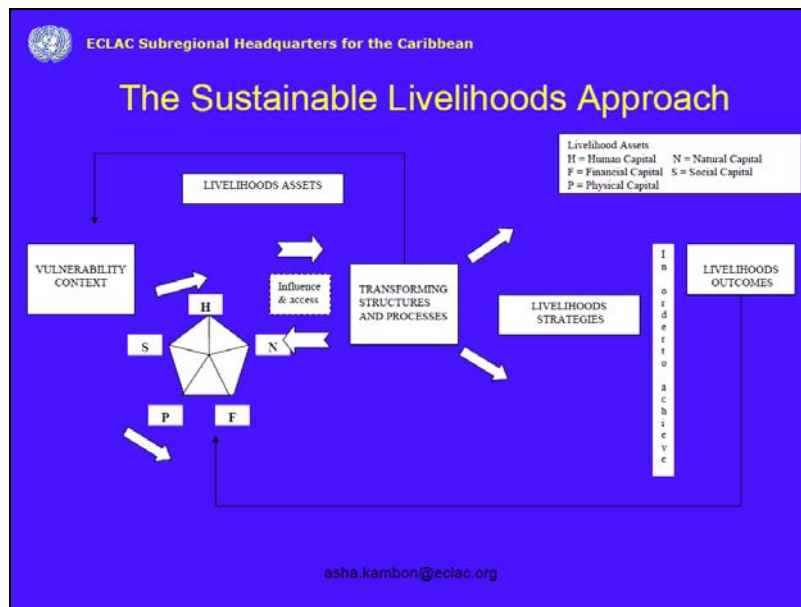 ECLAC Subregional Headquarters for the Caribbean
The Sustainable Livelihoods Approach
Livelihood Assets
H = Human Capital N = Natural Capital
F = Financial Capital S = Social Capital
P = Physical Capital
LIVELIHOODS ASSETS
VULNERABILITY
CONTEXT
Influence
& access
TRANSFORMING
STRUCTURES
AND PROCESSES
LIVELIHOODS
STRATEGIES
In orderto achieve
LIVELIHOODS
OUTCOMES
H
S
N
P
F
asha.kambon@eclac.org